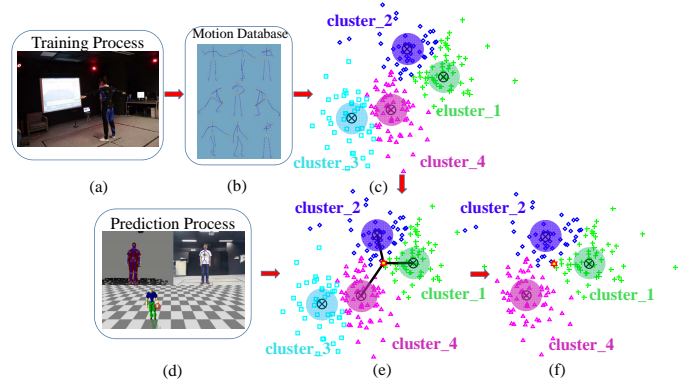 Training Process
Motion Database
cluster_2
cluster_1
cluster_3
cluster_4
(a)
(b)
(c)
Prediction Process
cluster_2
cluster_1
cluster_3
cluster_4
cluster_2
cluster_1
cluster_4
(d)
(e)
(f)